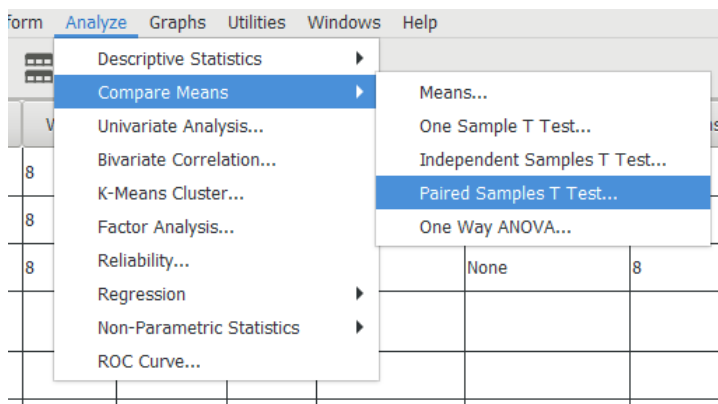 form Analyze Graphs Utilities Windows Help
Descriptive Statistics
Compare Means
Univariate Analysis...
Bivariate Correlation...
K-Means Cluster...
Factor Analysis...
Reliability...
Regression
Non-Parametric Statistics
ROC Curve...
Means...
One Sample T Test...
Independent Samples T Test...
Paired Samples T Test...
One Way ANOVA...
8
8
8 None 8